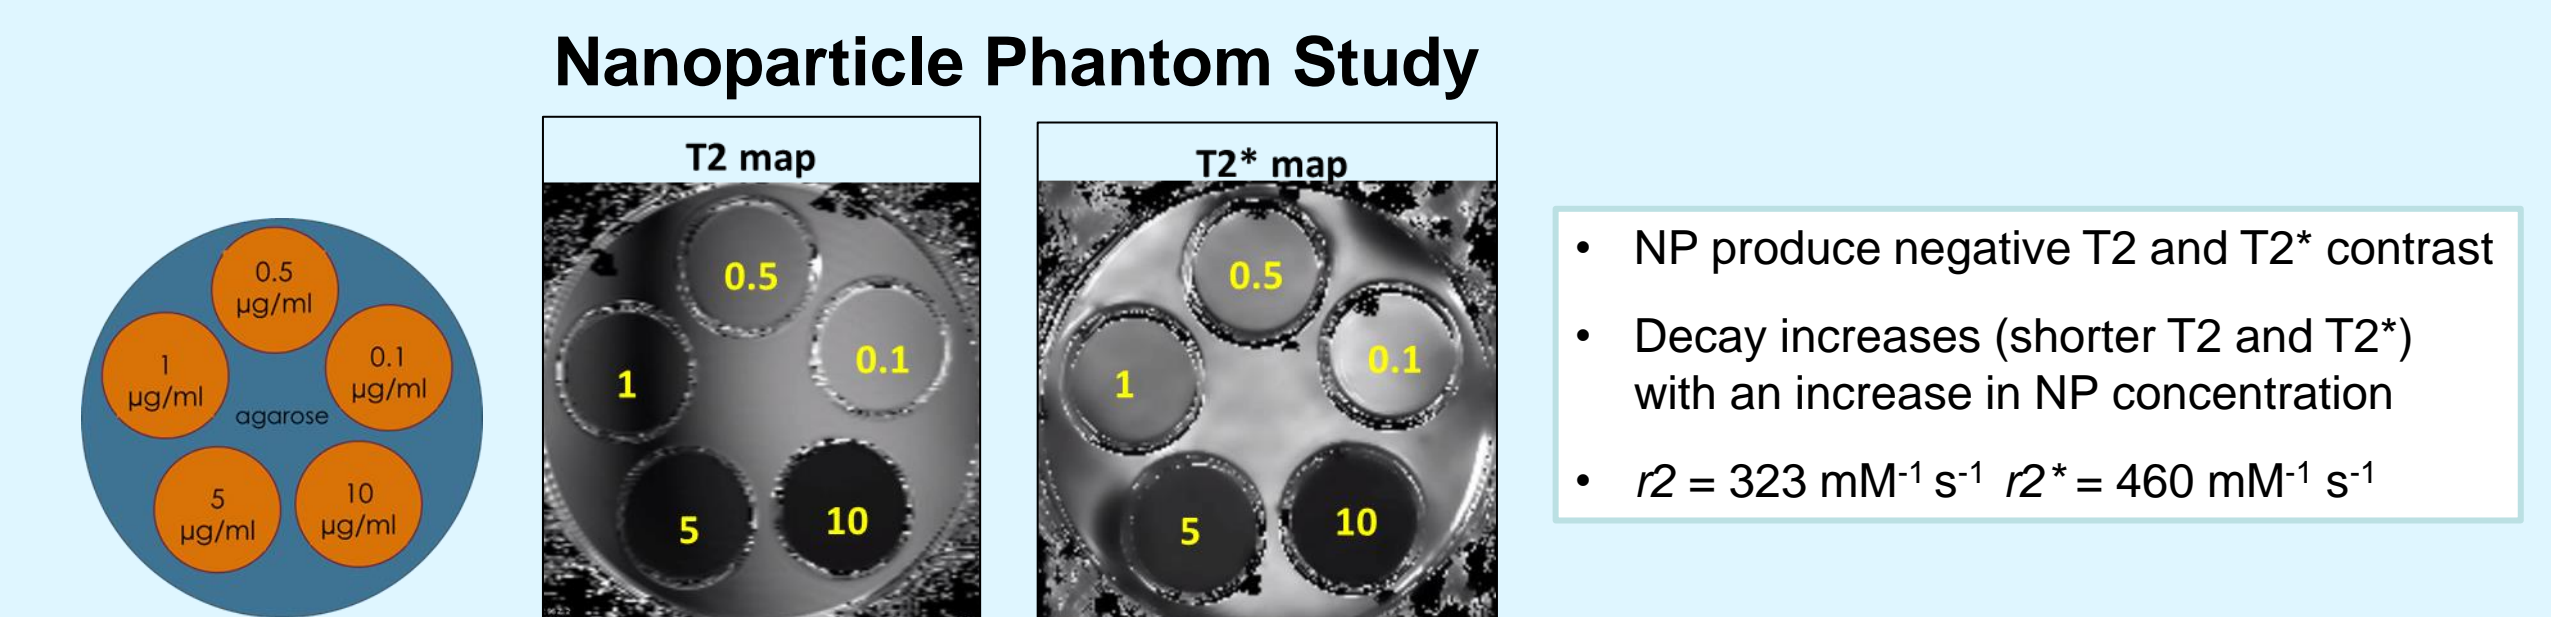 Nanoparticle Phantom Study
0.5
µg/ml
1
µg/ml
0.1
µg/ml
agarose
5
µg/ml
10
µg/ml
T2 map
0.5
1
0.1
5
10
T2* map
0.5
1
0.1
5
10
• NP produce negative T2 and T2* contrast
• Decay increases (shorter T2 and T2*)
with an increase in NP concentration
• r2 = 323 mM⁻¹ s⁻¹ r2* = 460 mM⁻¹ s⁻¹